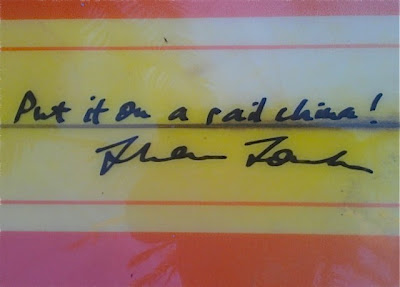 Put it on a rail china!